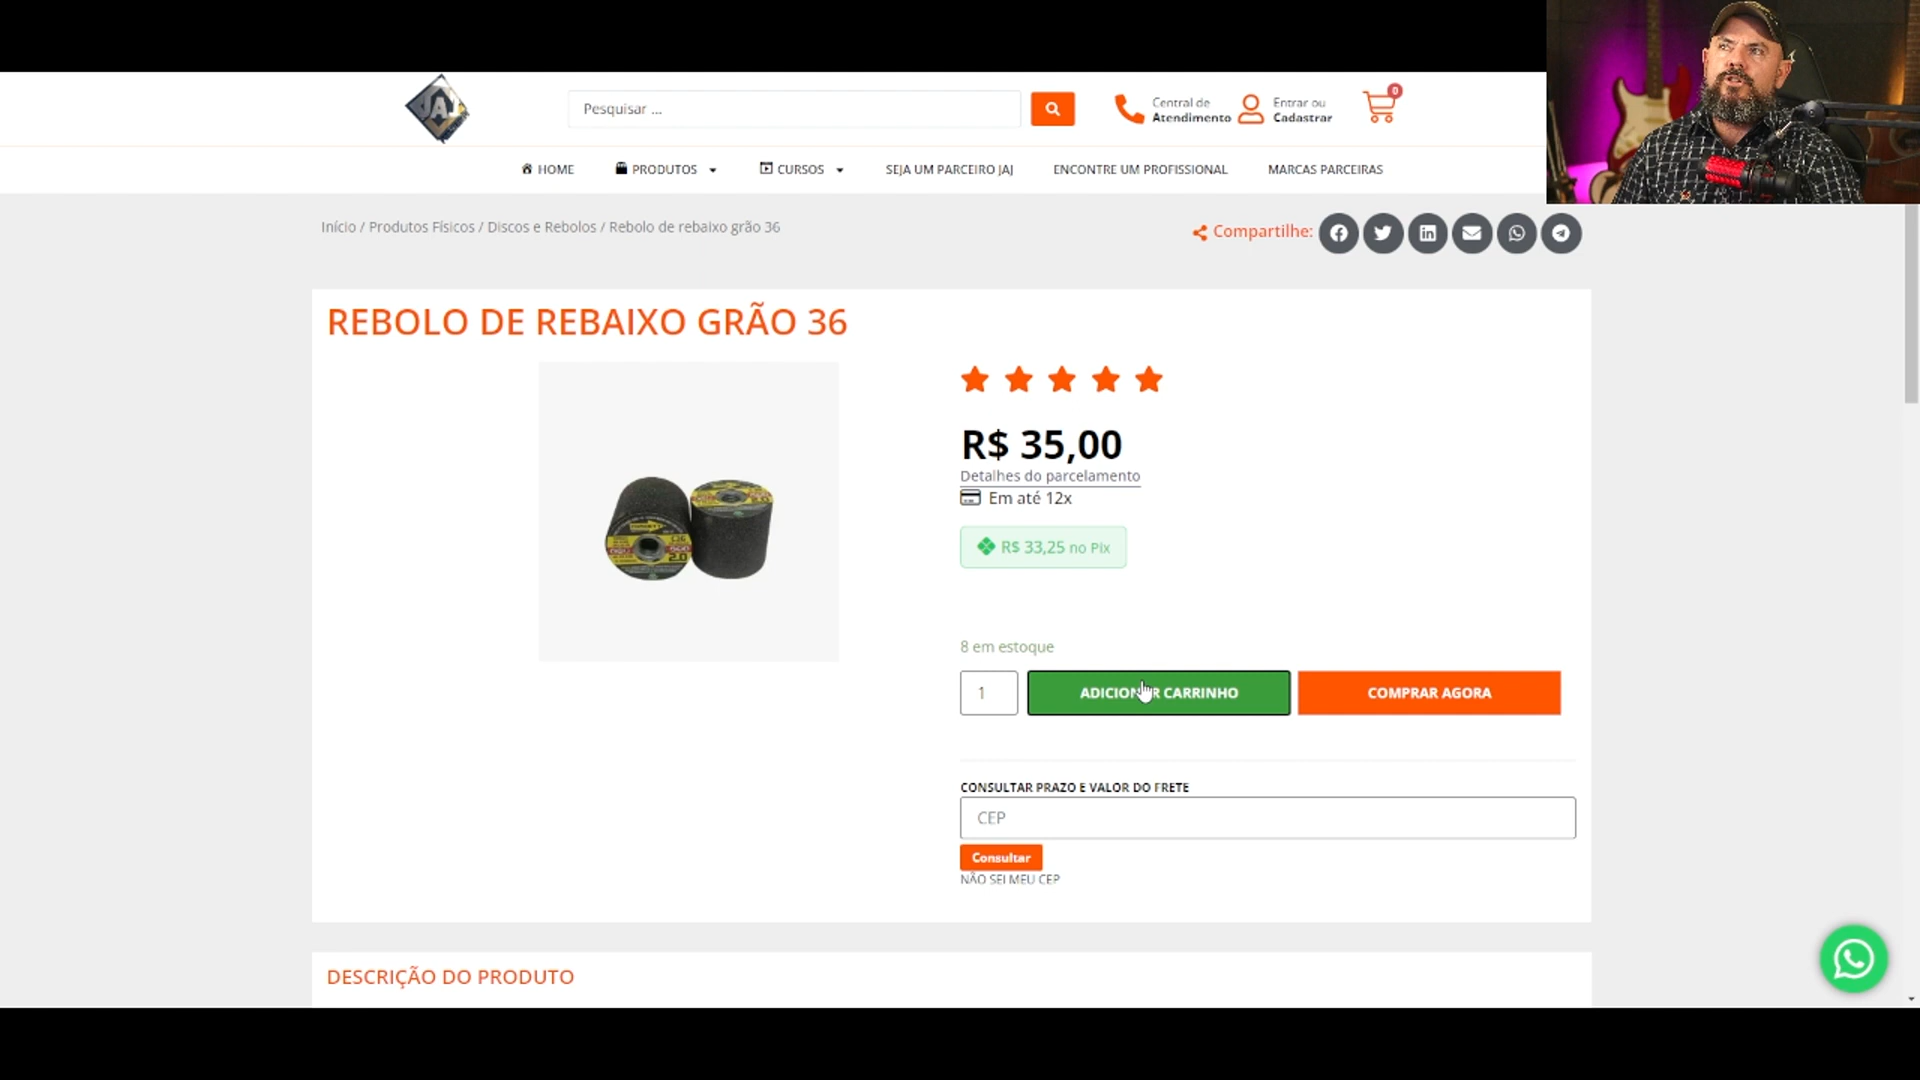 JAJ
Pesquisar ...
Central de
Atendimento
Entrar ou
Cadastrar
0
HOME
PRODUTOS
CURSOS
SEJA UM PARCEIRO JAJ
ENCONTRE UM PROFISSIONAL
MARCAS PARCEIRAS
Início / Produtos Físicos / Discos e Rebolos / Rebolo de rebaixo grão 36
Compartilhe:
REBOLO DE REBAIXO GRÃO 36
R$ 35,00
Detalhes do parcelamento
Em até 12x
R$ 33,25 no Pix
8 em estoque
1
ADICIONAR CARRINHO
COMPRAR AGORA
CONSULTAR PRAZO E VALOR DO FRETE
CEP
Consultar
NÃO SEI MEU CEP
DESCRIÇÃO DO PRODUTO